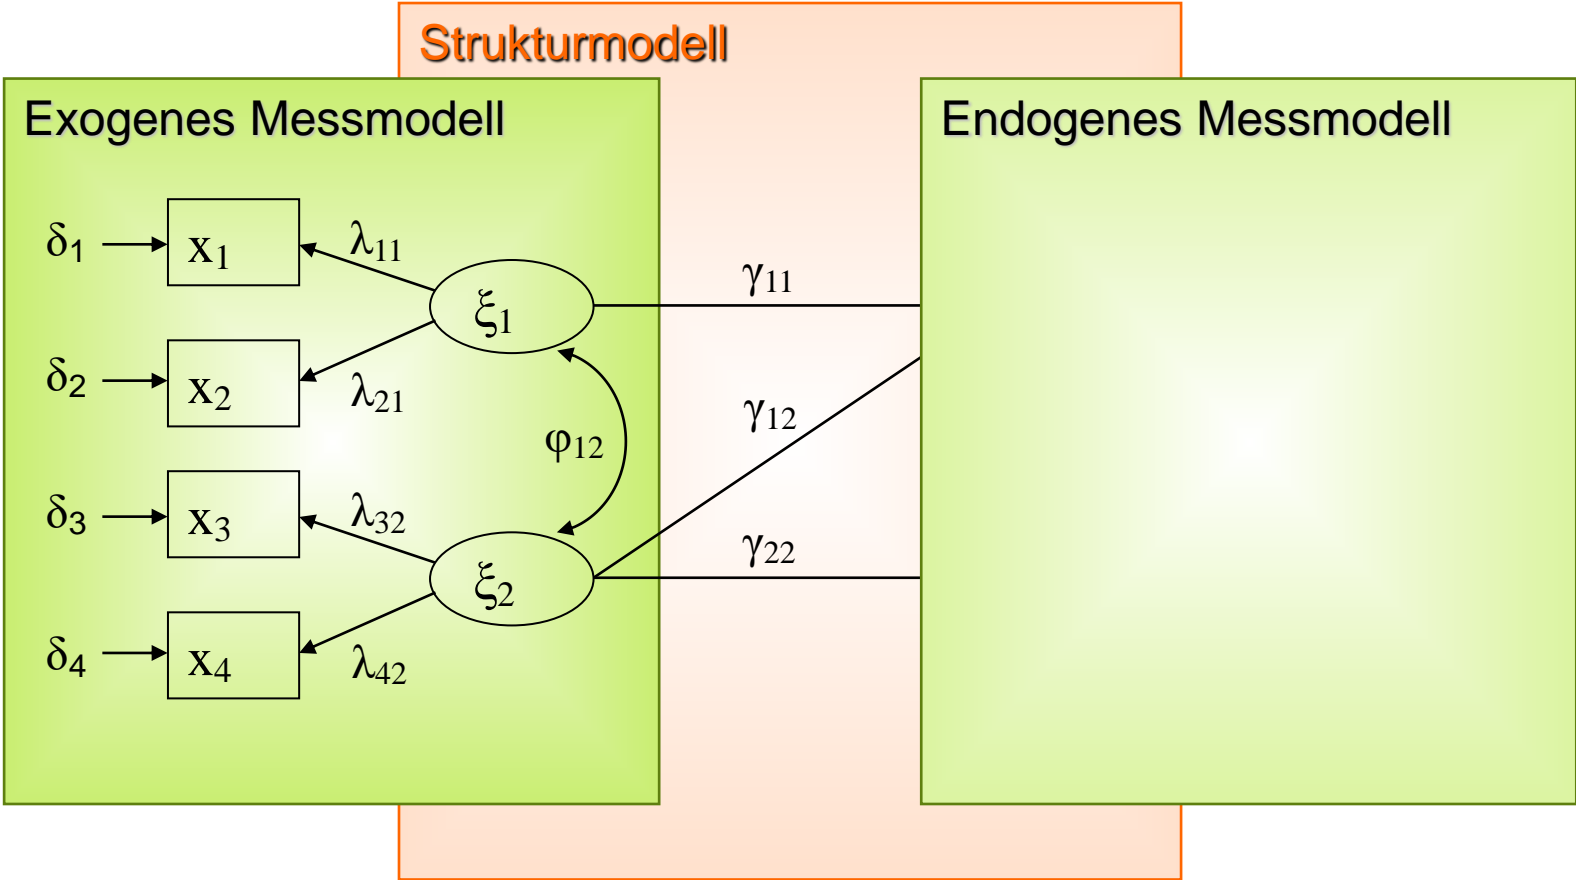 Strukturmodell
Exogenes Messmodell
Endogenes Messmodell
δ1
x1
λ11
ξ1
γ11
δ2
x2
λ21
φ12
γ12
δ3
x3
λ32
ξ2
γ22
δ4
x4
λ42